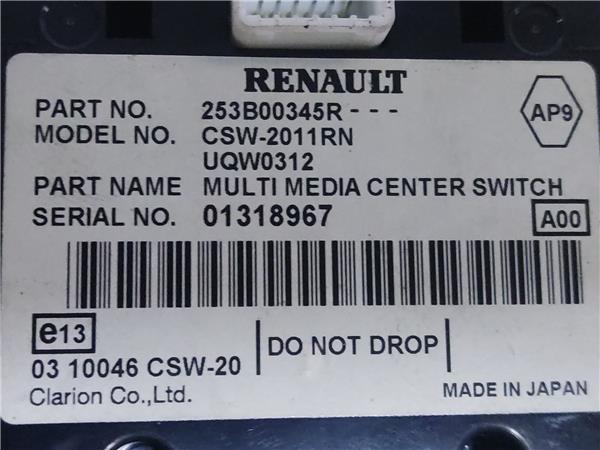 RENAULT
PART NO. 253B00345R - - -
AP9
MODEL NO. CSW-2011RN
UQW0312
PART NAME MULTI MEDIA CENTER SWITCH
SERIAL NO. 01318967
A00
e13
DO NOT DROP
03 10046 CSW-20
Clarion Co.,Ltd.
MADE IN JAPAN